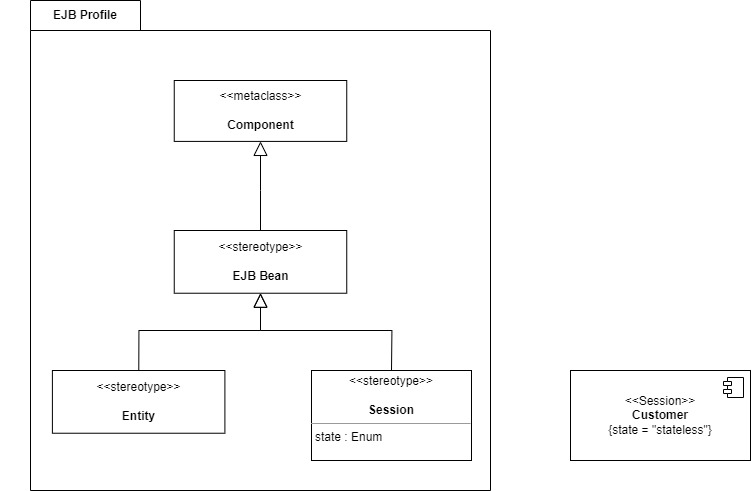 EJB Profile
<<metaclass>>
Component
<<stereotype>>
EJB Bean
<<stereotype>>
Entity
<<stereotype>>
Session
state : Enum
<<Session>>
Customer
{state = "stateless"}